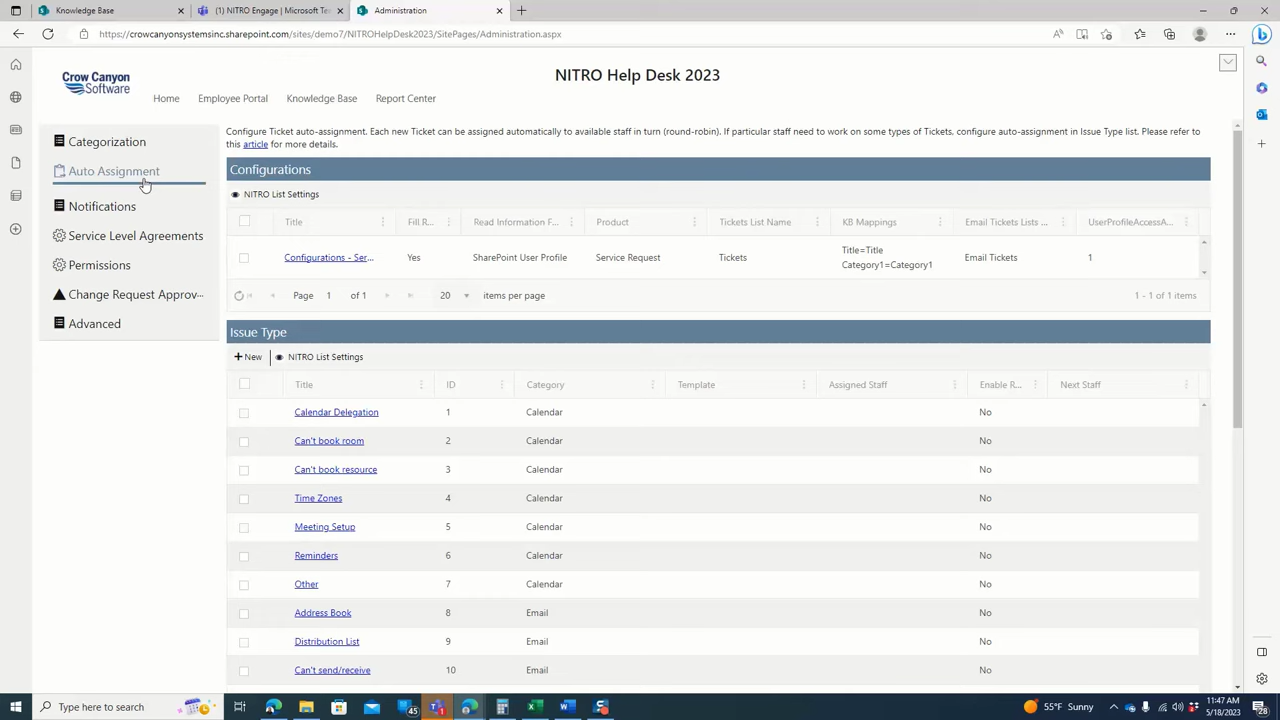 Knowledge Base
(1) NITRO Engage | Microsoft Te
Administration
https://crowcanyonsystemsinc.sharepoint.com/sites/demo7/NITROHelpDesk2023/SitePages/Administration.aspx
Crow Canyon
Software
NITRO Help Desk 2023
Home Employee Portal Knowledge Base Report Center
Categorization
Auto Assignment
Notifications
Service Level Agreements
Permissions
Change Request Approv...
Advanced
Configure Ticket auto-assignment. Each new Ticket can be assigned automatically to available staff in turn (round-robin). If particular staff need to work on some types of Tickets, configure auto-assignment in Issue Type list. Please refer to
this article for more details.
Configurations
NITRO List Settings
Title Fill R... Read Information F... Product Tickets List Name KB Mappings Email Tickets Lists ... UserProfileAccessA...
Configurations - Ser... Yes SharePoint User Profile Service Request Tickets Title=Title Email Tickets 1
Category1=Category1
Page 1 of 1 20 items per page 1 - 1 of 1 items
Issue Type
+ New NITRO List Settings
Title ID Category Template Assigned Staff Enable R... Next Staff
Calendar Delegation 1 Calendar No
Can't book room 2 Calendar No
Can't book resource 3 Calendar No
Time Zones 4 Calendar No
Meeting Setup 5 Calendar No
Reminders 6 Calendar No
Other 7 Calendar No
Address Book 8 Email No
Distribution List 9 Email No
Can't send/receive 10 Email No
Type here to search
45
55°F Sunny
11:47 AM
5/18/2023
28